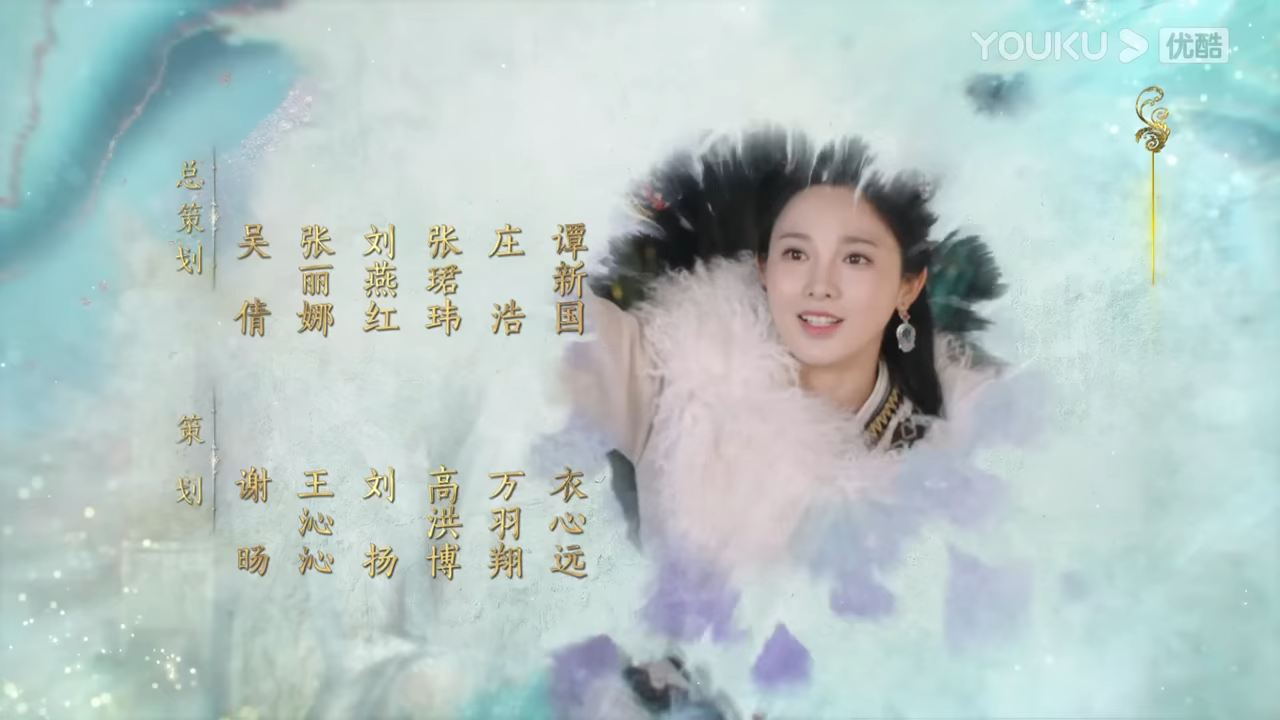 YOUKU 优酷
总策划
吴倩
张丽娜
刘燕红
张珺玮
庄浩
谭新国
策划
谢旸
王沁沁
刘扬
高洪博
万羽翔
衣心远